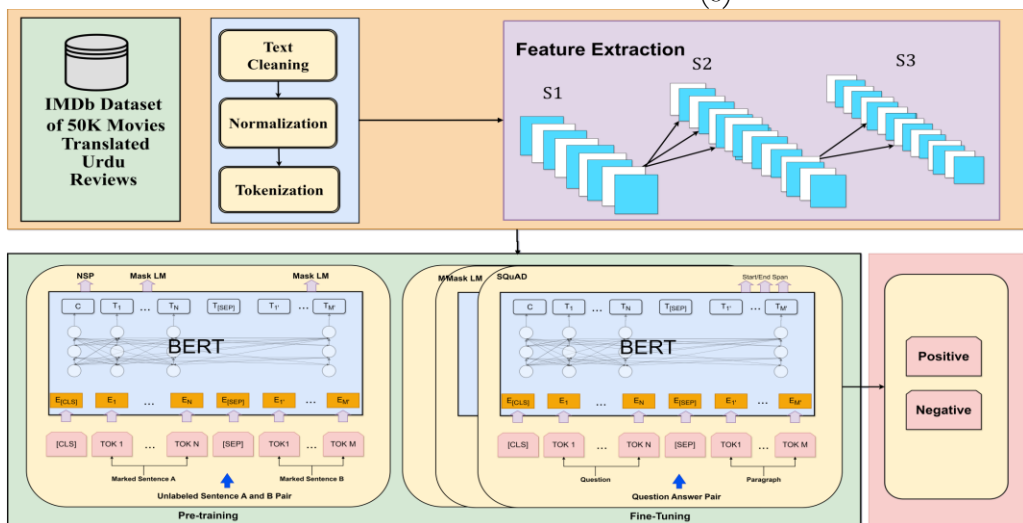 (8)
IMDb Dataset
of 50K Movies
Translated
Urdu
Reviews
Text
Cleaning
Normalization
Tokenization
Feature Extraction
S1
S2
S3
NSP
Mask LM
Mask LM
C
T1
...
TN
T[SEP]
T1'
...
TM'
BERT
E[CLS]
E1
...
EN
E[SEP]
E1'
...
EM'
[CLS]
TOK 1
...
TOK N
[SEP]
TOK1
...
TOK M
Marked Sentence A
Marked Sentence B
Unlabeled Sentence A and B Pair
Pre-training
Mask LM
SQuAD
Start/End Span
C
T1
...
TN
T[SEP]
T1'
...
TM'
BERT
E[CLS]
E1
...
EN
E[SEP]
E1'
...
EM'
[CLS]
TOK 1
...
TOK N
[SEP]
TOK1
...
TOK M
Question
Paragraph
Question Answer Pair
Fine-Tuning
Positive
Negative